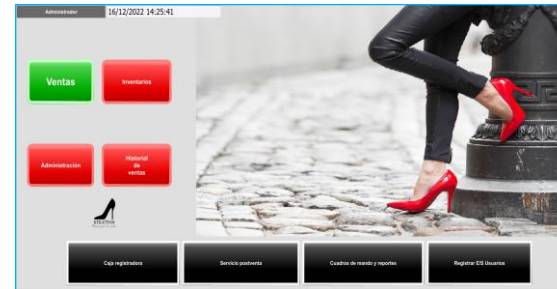 Administrador
16/12/2022 14:25:41
Ventas
Inventarios
Administración
Historial
de
ventas
Caja registradora
Servicio postventa
Cuadros de mando y reportes
Registrar E/S Usuarios